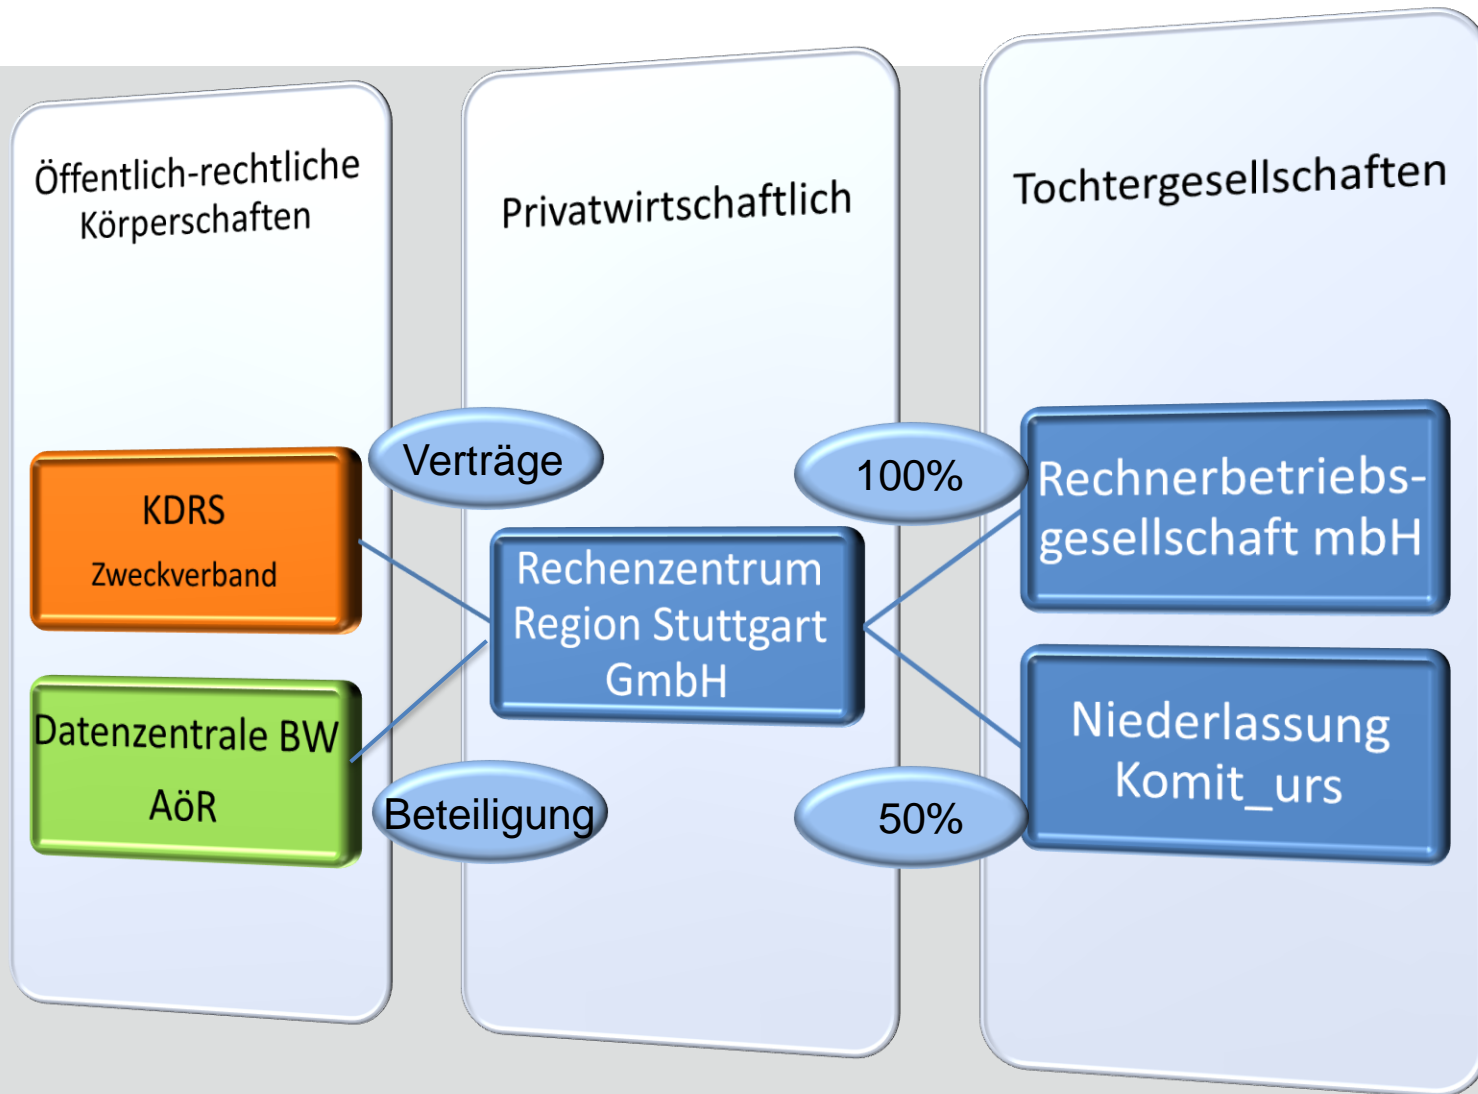 Öffentlich-rechtliche
Körperschaften
KDRS
Zweckverband
Datenzentrale BW
AöR
Verträge
Beteiligung
Privatwirtschaftlich
Rechenzentrum
Region Stuttgart
GmbH
100%
50%
Tochtergesellschaften
Rechnerbetriebs-
gesellschaft mbH
Niederlassung
Komit_urs